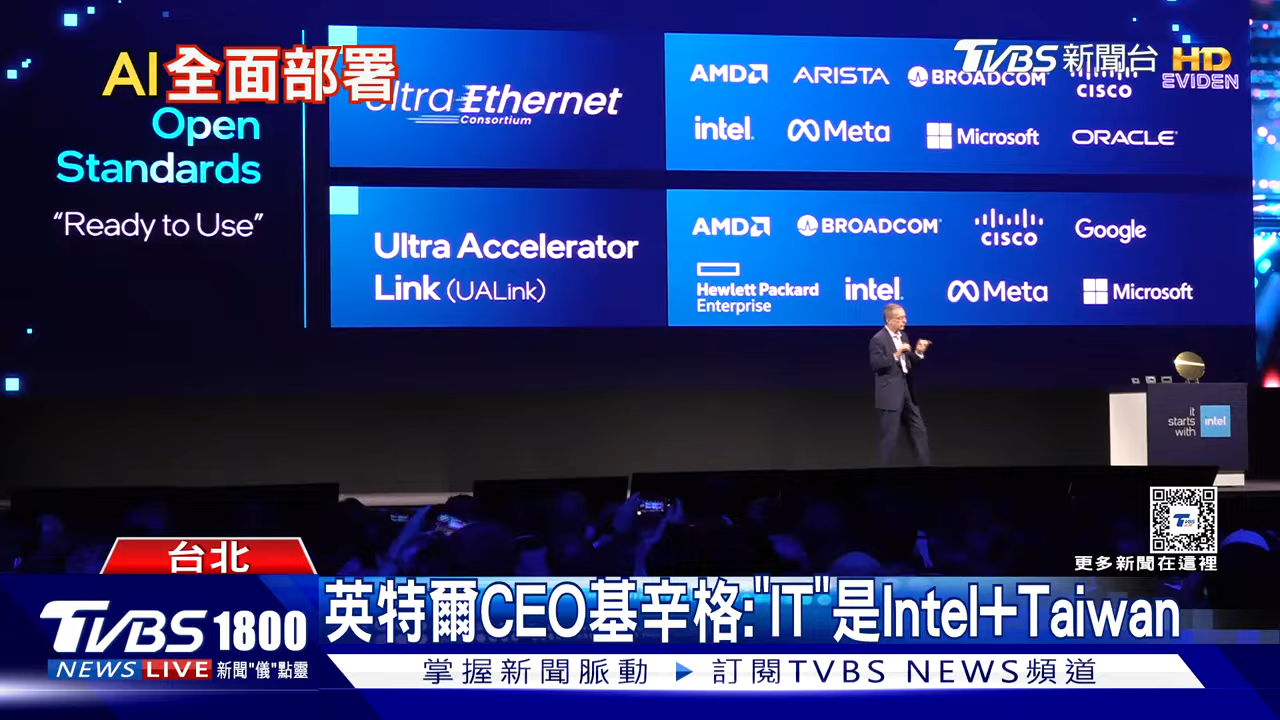 AI全面部署
Open
Standards
“Ready to Use”
Ultra Ethernet
Consortium
AMD ARISTA BROADCOM CISCO EVIDEN
intel. Meta Microsoft ORACLE
Ultra Accelerator
Link (UALink)
AMD BROADCOM CISCO Google
Hewlett Packard
Enterprise
intel. Meta Microsoft
TVBS新聞台 HD
it
starts
with
intel
TVBS
更多新聞在這裡
台北
英特爾CEO基辛格:"IT"是Intel+Taiwan
TVBS 1800
NEWS LIVE 新聞"儀"點靈
掌握新聞脈動 ▶ 訂閱TVBS NEWS頻道